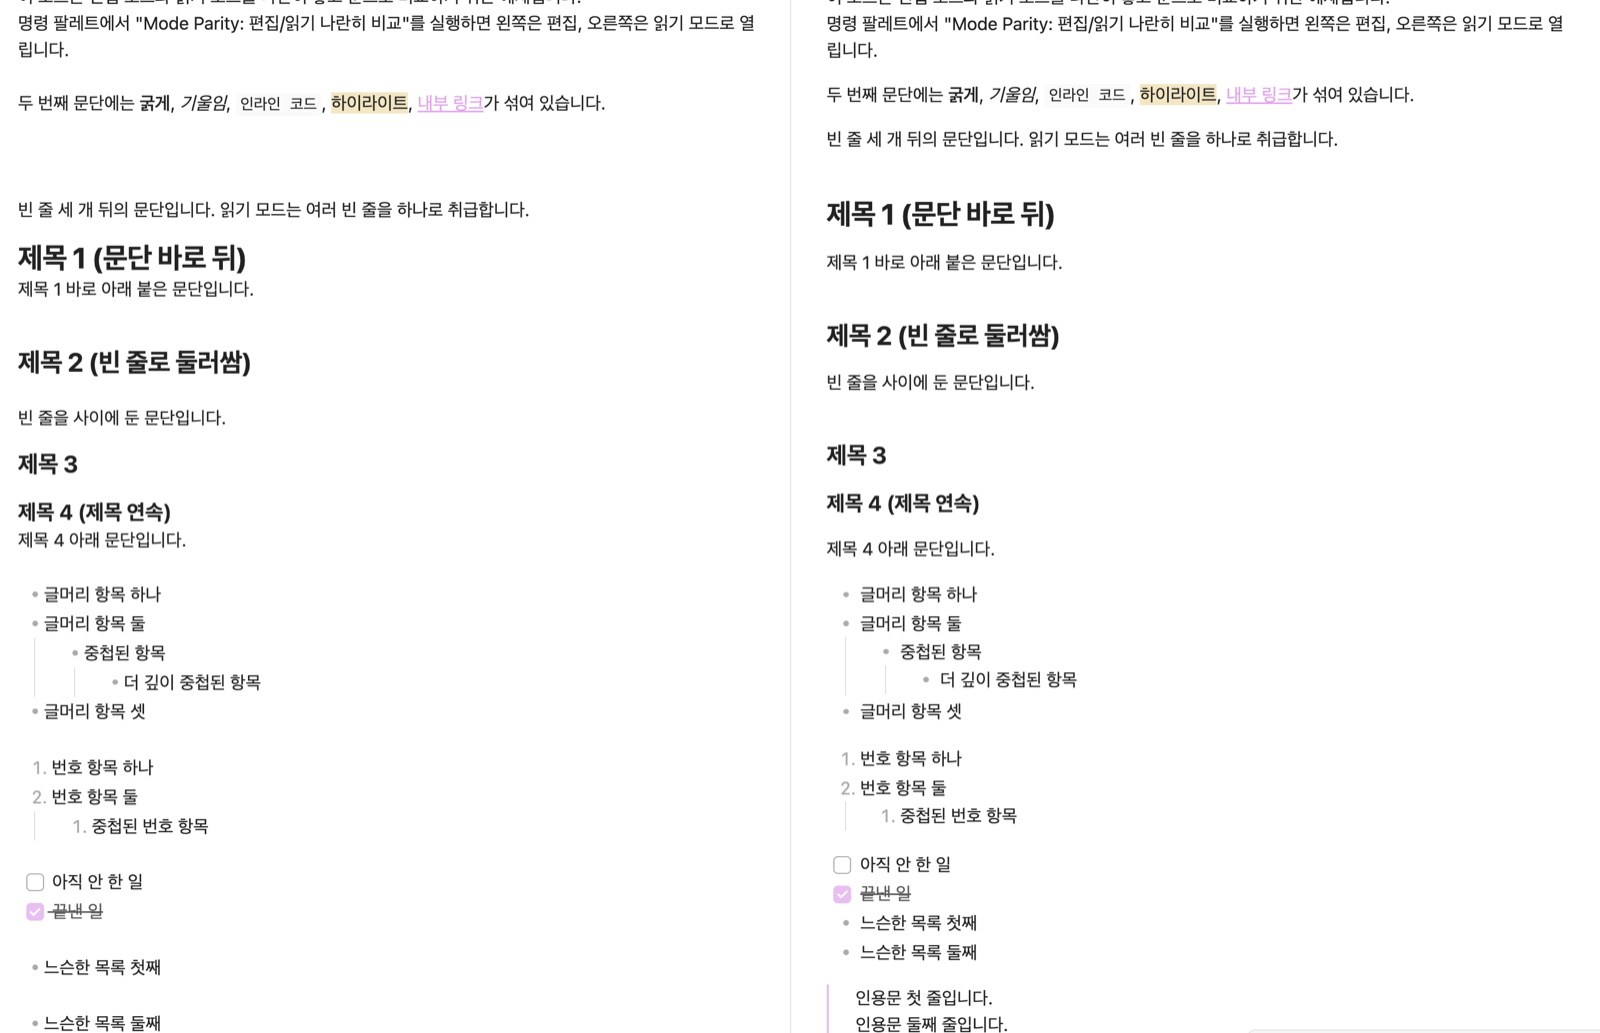 명령 팔레트에서 "Mode Parity: 편집/읽기 나란히 비교"를 실행하면 왼쪽은 편집, 오른쪽은 읽기 모드로 열
립니다.
두 번째 문단에는 굵게, 기울임, 인라인 코드, 하이라이트, 내부 링크가 섞여 있습니다.
빈 줄 세 개 뒤의 문단입니다. 읽기 모드는 여러 빈 줄을 하나로 취급합니다.
제목 1 (문단 바로 뒤)
제목 1 바로 아래 붙은 문단입니다.
제목 2 (빈 줄로 둘러쌈)
빈 줄을 사이에 둔 문단입니다.
제목 3
제목 4 (제목 연속)
제목 4 아래 문단입니다.
• 글머리 항목 하나
• 글머리 항목 둘
• 중첩된 항목
• 더 깊이 중첩된 항목
• 글머리 항목 셋
1. 번호 항목 하나
2. 번호 항목 둘
1. 중첩된 번호 항목
아직 안 한 일
끝낸 일
• 느슨한 목록 첫째
• 느슨한 목록 둘째
명령 팔레트에서 "Mode Parity: 편집/읽기 나란히 비교"를 실행하면 왼쪽은 편집, 오른쪽은 읽기 모드로 열
립니다.
두 번째 문단에는 굵게, 기울임, 인라인 코드, 하이라이트, 내부 링크가 섞여 있습니다.
빈 줄 세 개 뒤의 문단입니다. 읽기 모드는 여러 빈 줄을 하나로 취급합니다.
제목 1 (문단 바로 뒤)
제목 1 바로 아래 붙은 문단입니다.
제목 2 (빈 줄로 둘러쌈)
빈 줄을 사이에 둔 문단입니다.
제목 3
제목 4 (제목 연속)
제목 4 아래 문단입니다.
• 글머리 항목 하나
• 글머리 항목 둘
• 중첩된 항목
• 더 깊이 중첩된 항목
• 글머리 항목 셋
1. 번호 항목 하나
2. 번호 항목 둘
1. 중첩된 번호 항목
아직 안 한 일
끝낸 일
• 느슨한 목록 첫째
• 느슨한 목록 둘째
인용문 첫 줄입니다.
인용문 둘째 줄입니다.